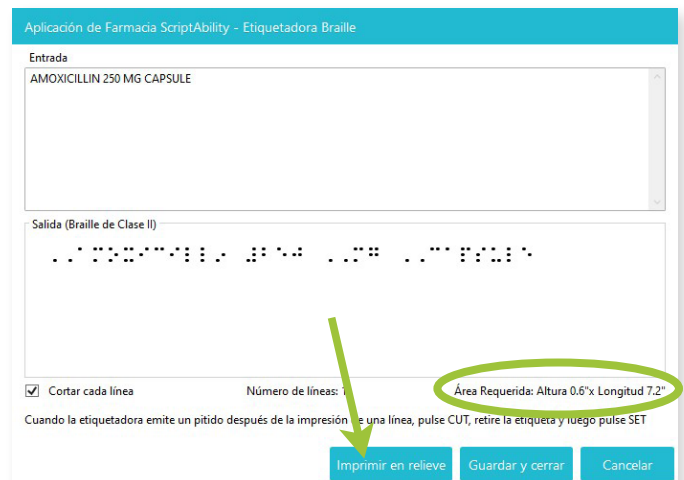 Aplicación de Farmacia ScriptAbility - Etiquetadora Braille
Entrada
AMOXICILLIN 250 MG CAPSULE
Salida (Braille de Clase II)
Cortar cada línea Número de líneas: 1 Área Requerida: Altura 0.6"x Longitud 7.2"
Cuando la etiquetadora emite un pitido después de la impresión de una línea, pulse CUT, retire la etiqueta y luego pulse SET
Imprimir en relieve Guardar y cerrar Cancelar